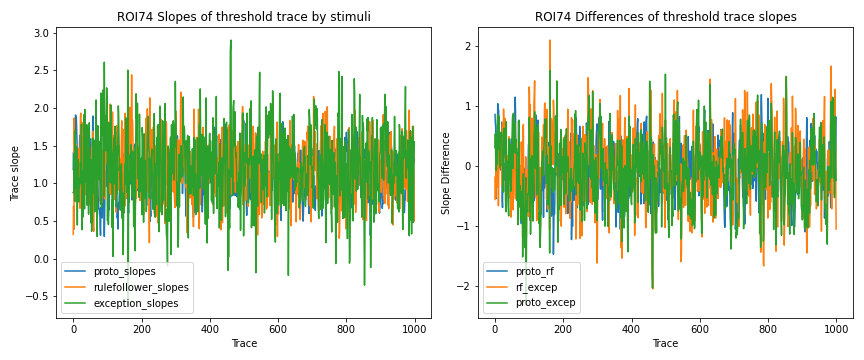 ROI74 Slopes of threshold trace by stimuli
Trace slope
3.0
2.5
2.0
1.5
1.0
0.5
0.0
−0.5
proto_slopes
rulefollower_slopes
exception_slopes
0 200 400 600 800 1000
Trace
ROI74 Differences of threshold trace slopes
Slope Difference
2
1
0
−1
−2
proto_rf
rf_excep
proto_excep
0 200 400 600 800 1000
Trace